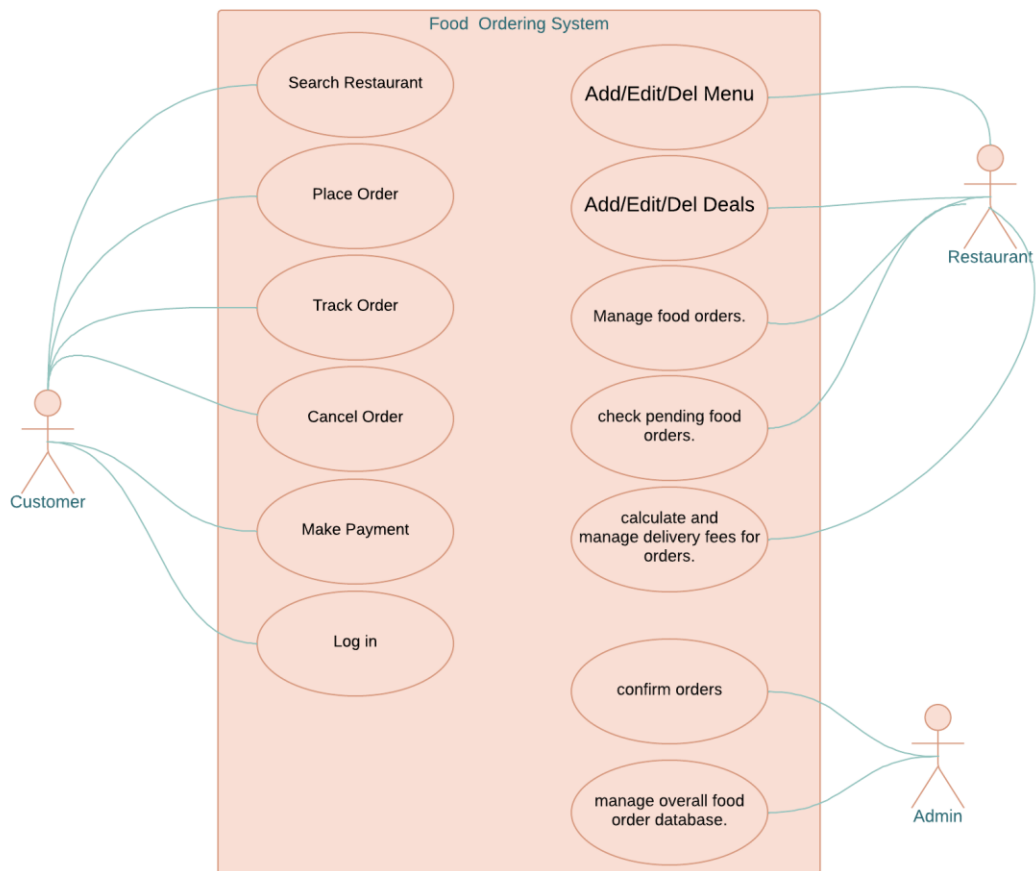 Food  Ordering System
Search Restaurant
Place Order
Track Order
Cancel Order
Make Payment
Log in
Customer
Add/Edit/Del Menu
Add/Edit/Del Deals
Manage food orders.
check pending food
orders.
calculate and
manage delivery fees for
orders.
Restaurant
confirm orders
manage overall food
order database.
Admin